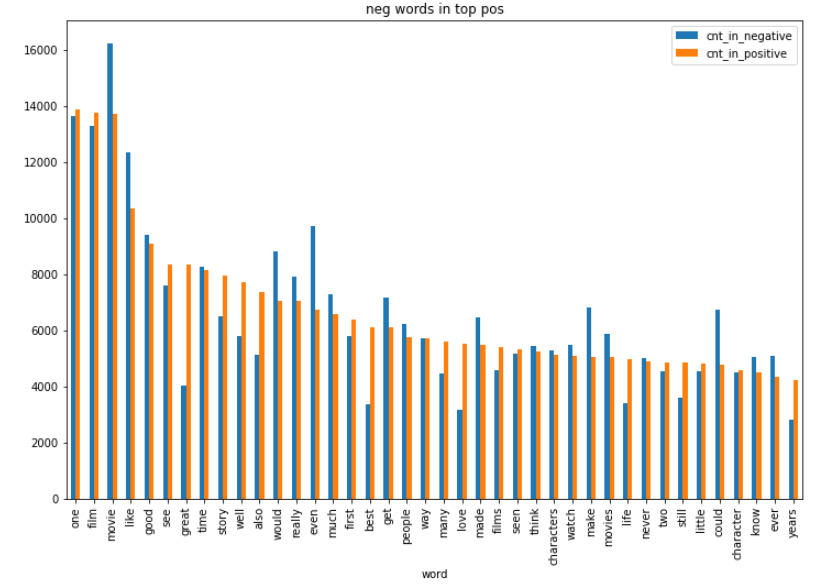 neg words in top pos
cnt_in_negative
cnt_in_positive
16000
14000
12000
10000
8000
6000
4000
2000
0
one
film
movie
like
good
see
great
time
story
well
also
would
really
even
much
first
best
get
people
way
many
love
made
films
seen
think
characters
watch
make
movies
life
never
two
still
little
could
character
know
ever
years
word